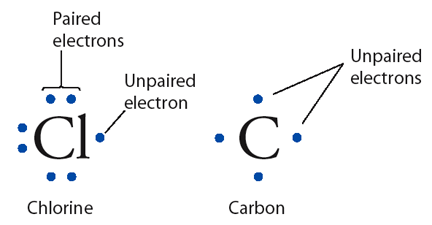 Paired
electrons
Unpaired
electron
Unpaired
electrons
Cl
C
Chlorine
Carbon